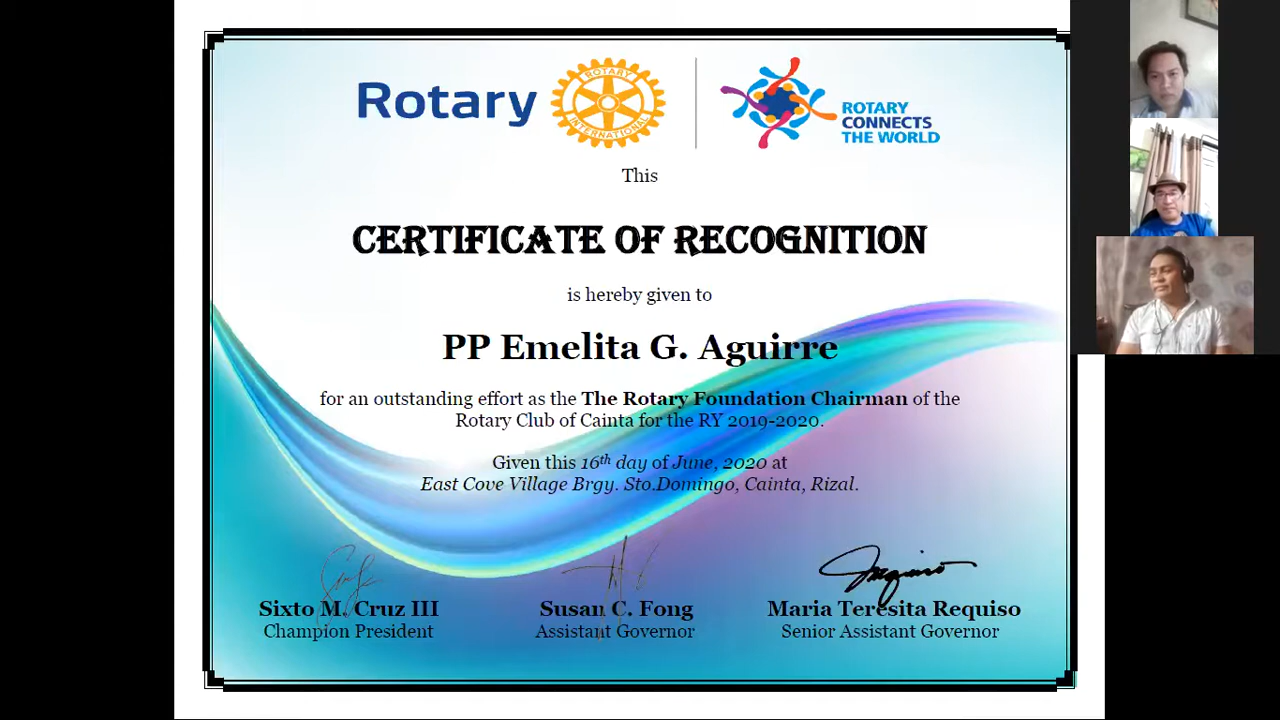 Rotary
ROTARY
INTERNATIONAL
ROTARY
CONNECTS
THE WORLD
This
CERTIFICATE OF RECOGNITION
is hereby given to
PP Emelita G. Aguirre
for an outstanding effort as the The Rotary Foundation Chairman of the
Rotary Club of Cainta for the RY 2019-2020.
Given this 16th day of June, 2020 at
East Cove Village Brgy. Sto.Domingo, Cainta, Rizal.
Sixto M. Cruz III
Champion President
Susan C. Fong
Assistant Governor
Maria Teresita Requiso
Senior Assistant Governor